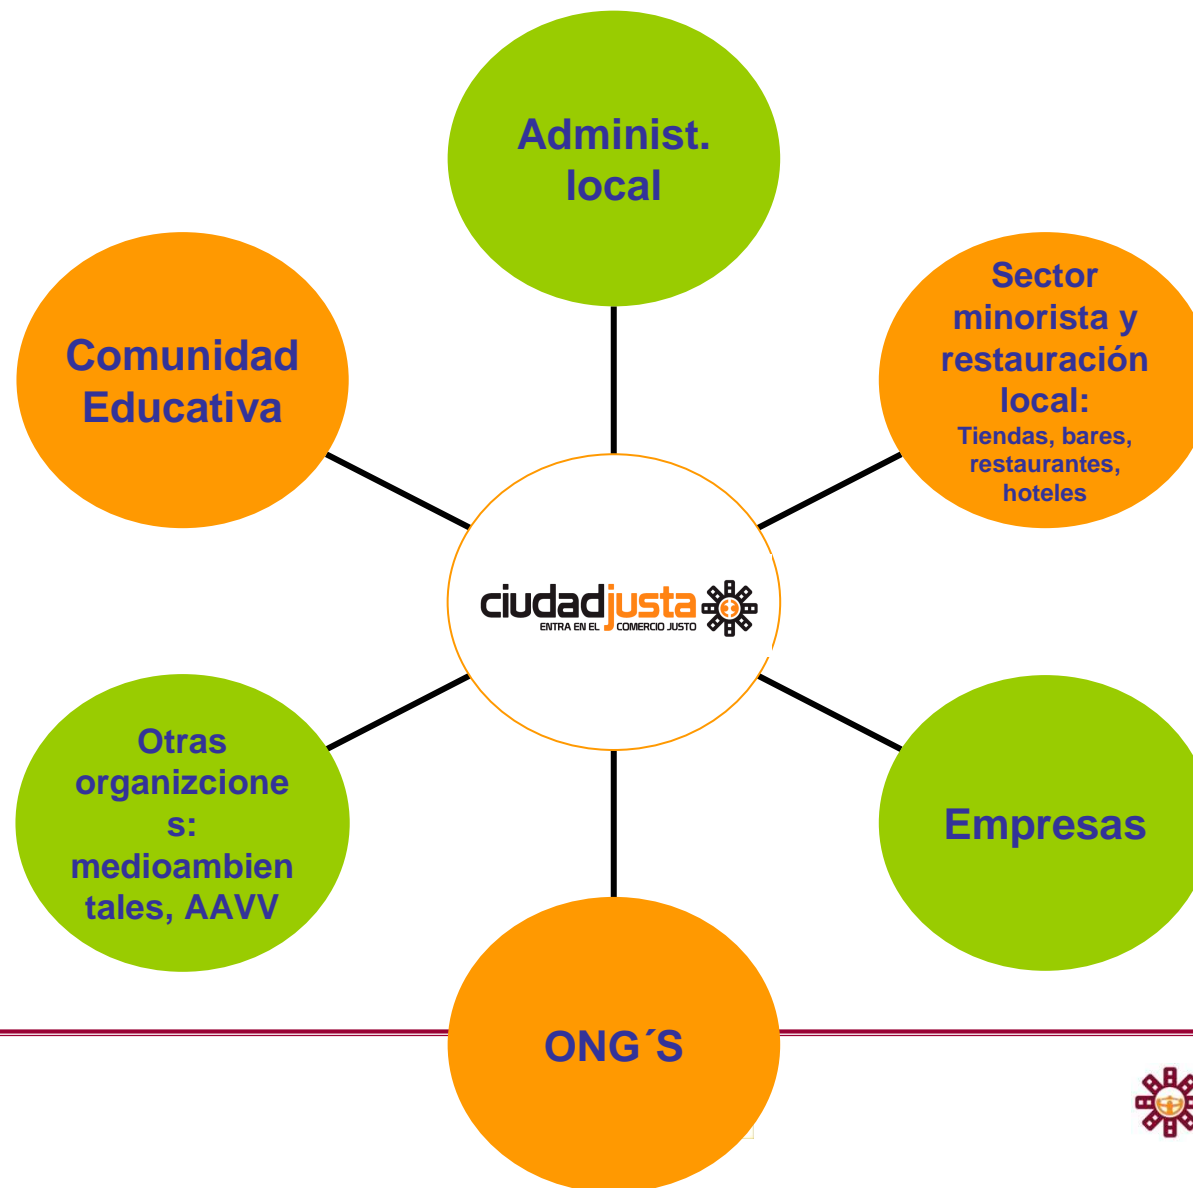 Administ.
local
Comunidad
Educativa
Sector
minorista y
restauración
local:
Tiendas, bares,
restaurantes,
hoteles
ciudadjusta
ENTRA EN EL COMERCIO JUSTO
Otras
organizcione
s:
medioambien
tales, AAVV
Empresas
ONG´S